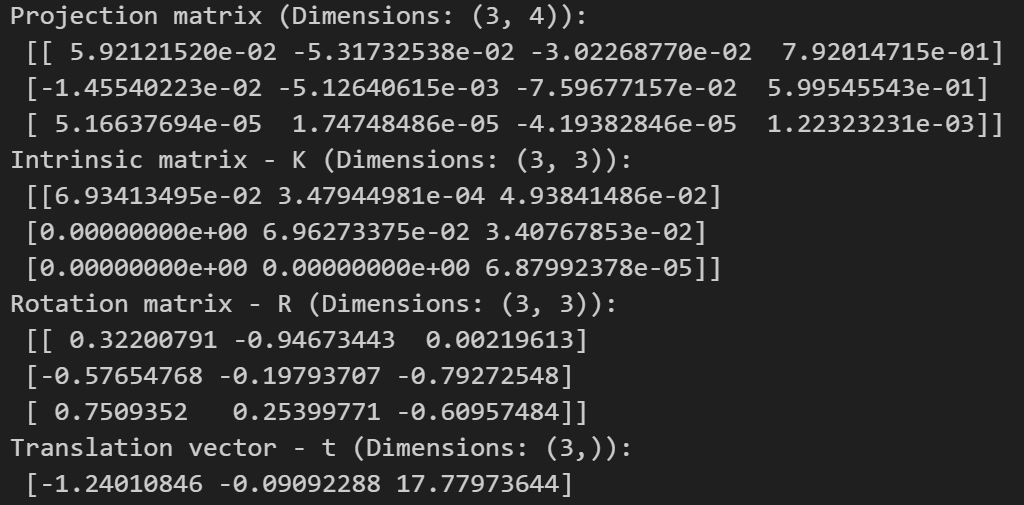 Projection matrix (Dimensions: (3, 4)):
[[ 5.92121520e-02 -5.31732538e-02 -3.02268770e-02  7.92014715e-01]
[-1.45540223e-02 -5.12640615e-03 -7.59677157e-02  5.99545543e-01]
[ 5.16637694e-05  1.74748486e-05 -4.19382846e-05  1.22323231e-03]]
Intrinsic matrix - K (Dimensions: (3, 3)):
[[6.93413495e-02 3.47944981e-04 4.93841486e-02]
[0.00000000e+00 6.96273375e-02 3.40767853e-02]
[0.00000000e+00 0.00000000e+00 6.87992378e-05]]
Rotation matrix - R (Dimensions: (3, 3)):
[[ 0.32200791 -0.94673443  0.00219613]
[-0.57654768 -0.19793707 -0.79272548]
[ 0.7509352   0.25399771 -0.60957484]]
Translation vector - t (Dimensions: (3,)):
[-1.24010846 -0.09092288 17.77973644]